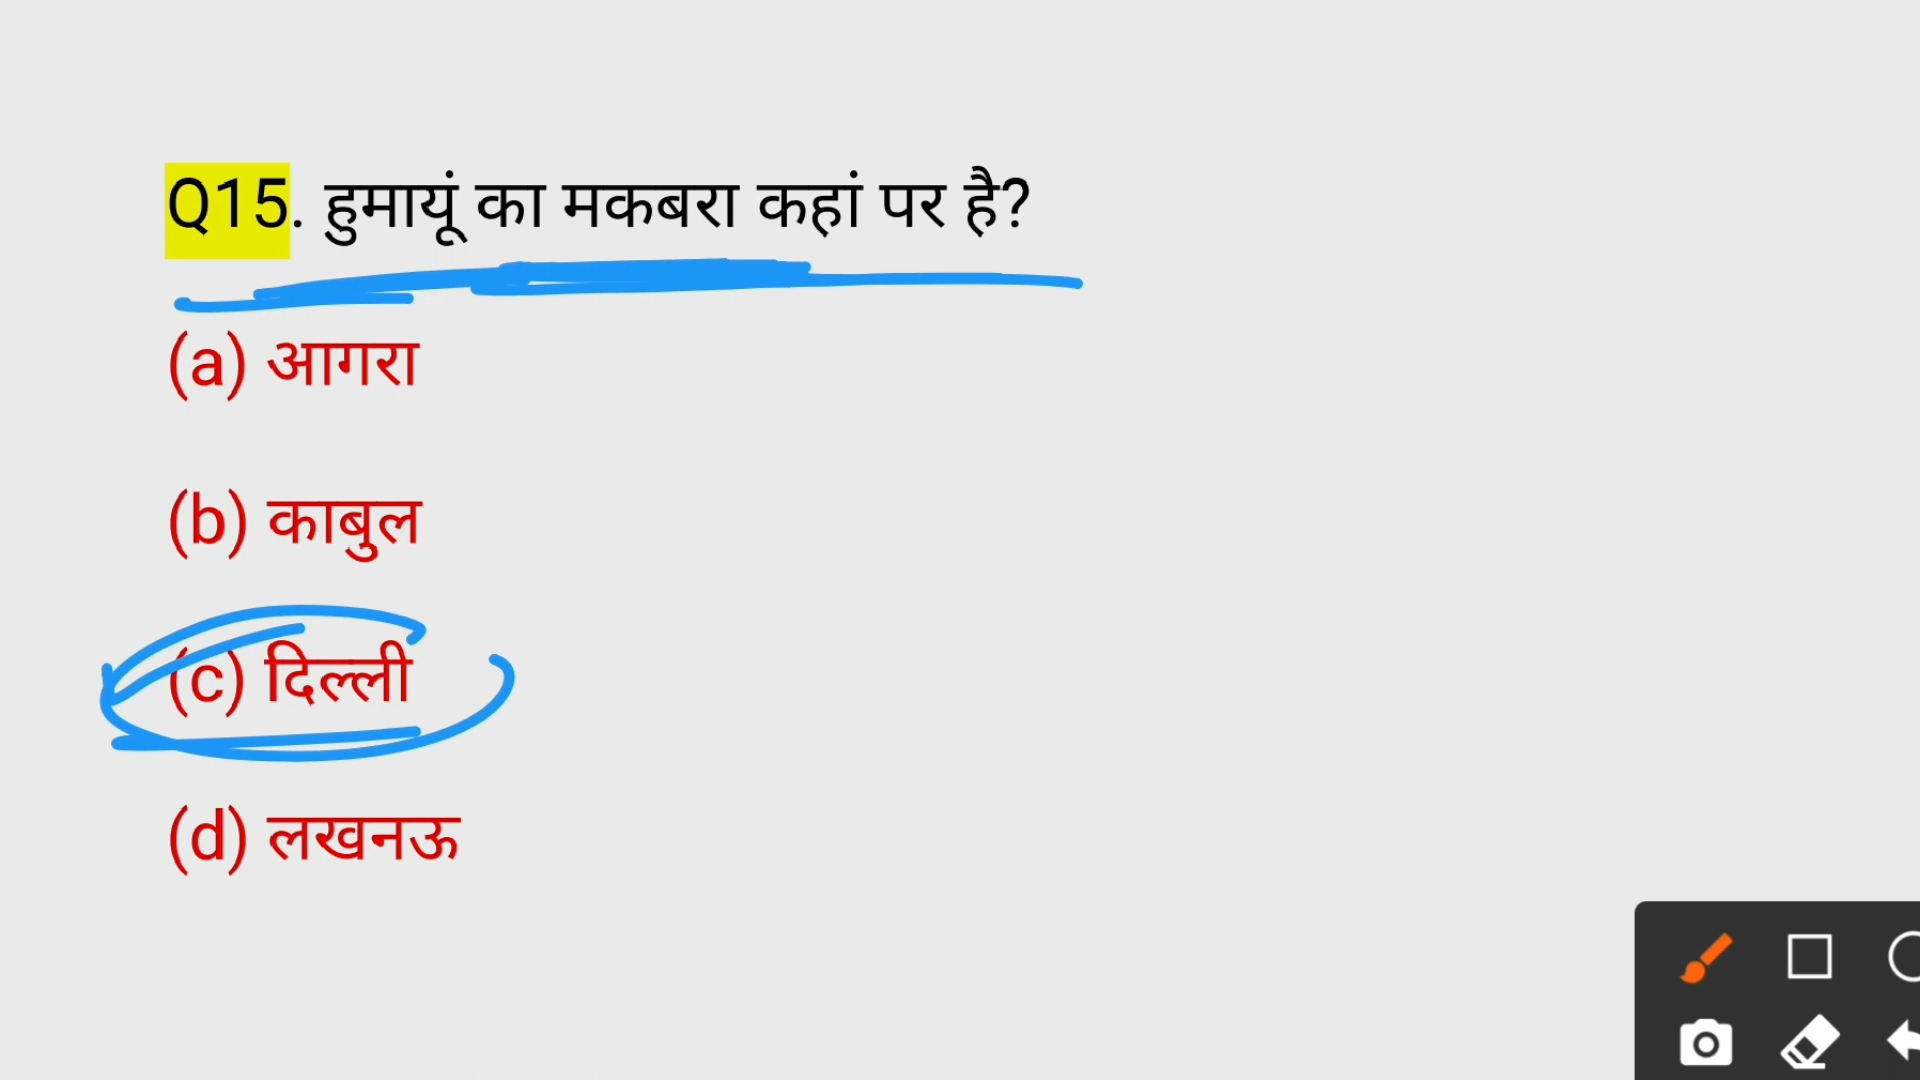 Q15. हुमायूं का मकबरा कहां पर है?
(a) आगरा
(b) काबुल
(c) दिल्ली
(d) लखनऊ